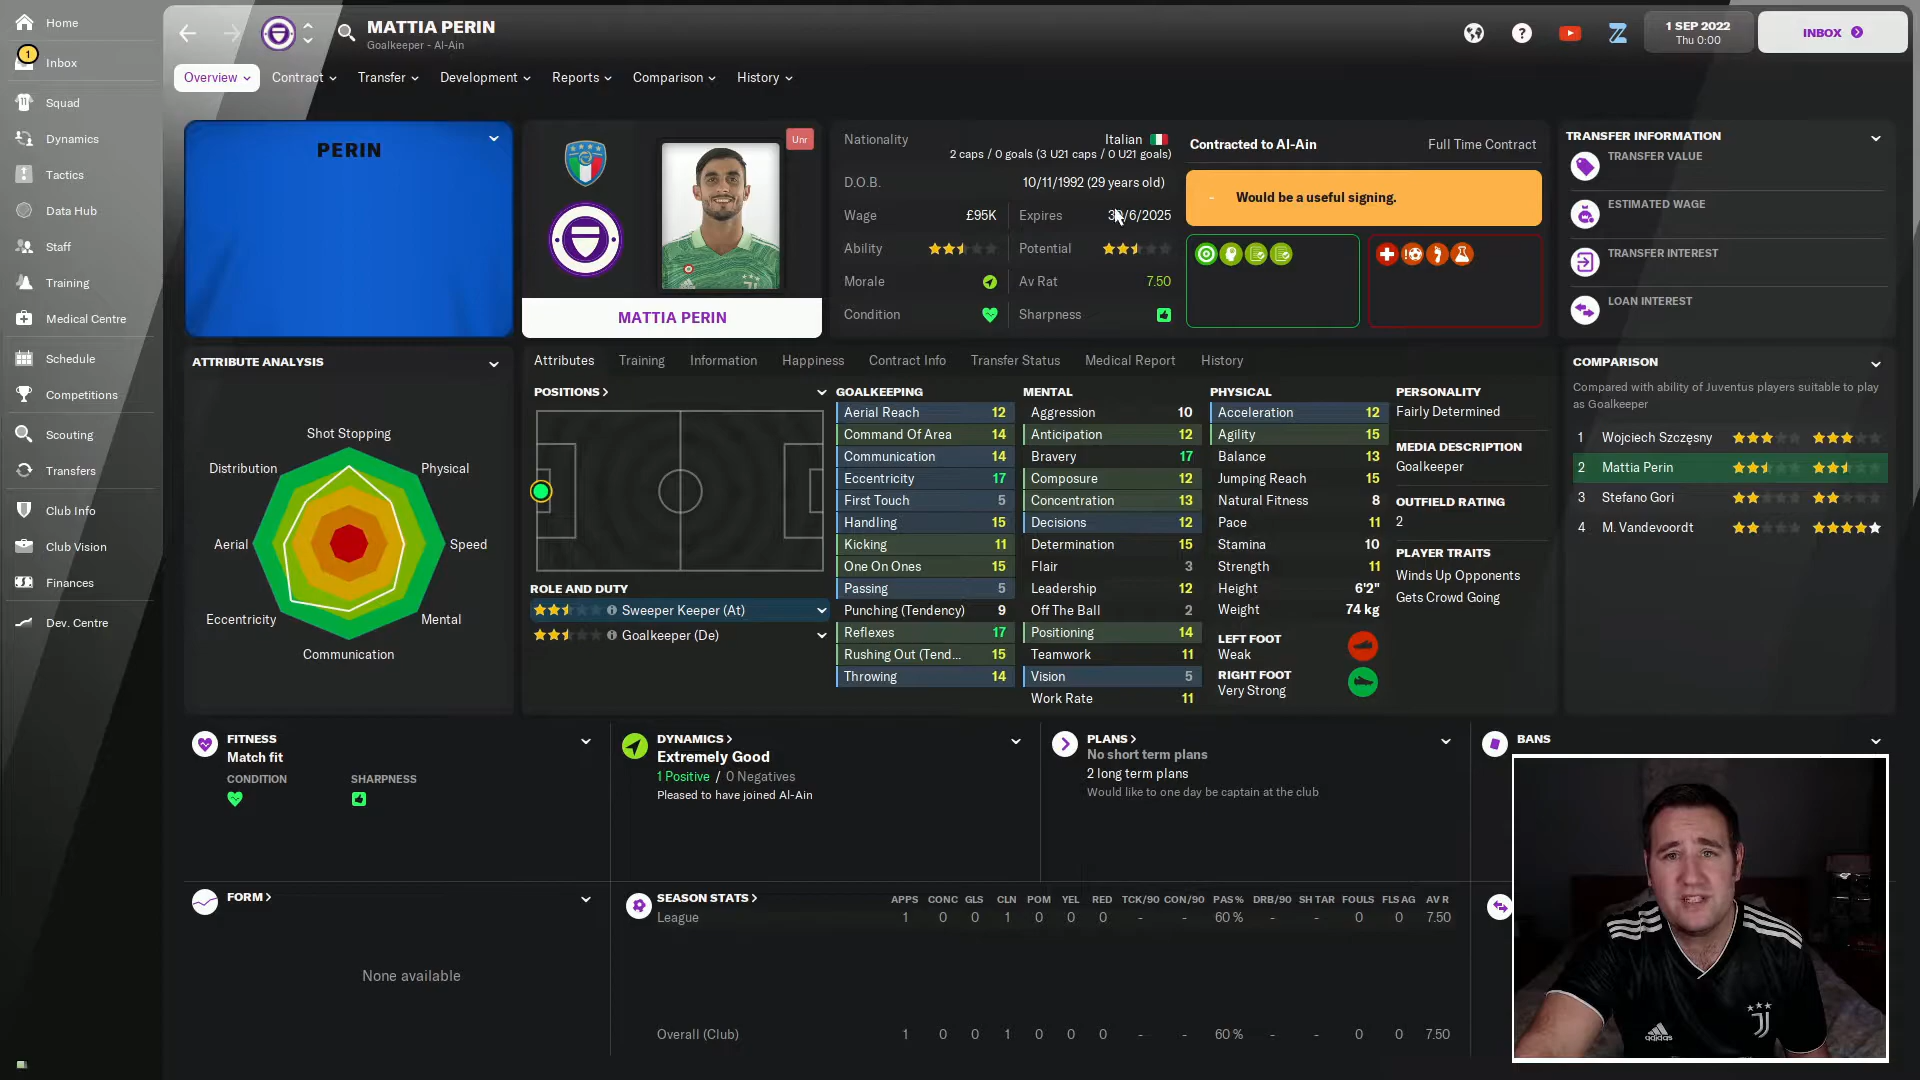 Home
1
Inbox
Squad
Dynamics
Tactics
Data Hub
Staff
Training
Medical Centre
Schedule
Competitions
Scouting
Transfers
Club Info
Club Vision
Finances
Dev. Centre
MATTIA PERIN
Goalkeeper - Al-Ain
1 SEP 2022
Thu 0:00
INBOX
Overview
Contract
Transfer
Development
Reports
Comparison
History
PERIN
Unr
MATTIA PERIN
Nationality Italian
2 caps / 0 goals (3 U21 caps / 0 U21 goals)
D.O.B. 10/11/1992 (29 years old)
Wage £95K Expires /6/2025
Ability Potential
Morale Av Rat 7.50
Condition Sharpness
Contracted to Al-Ain Full Time Contract
- Would be a useful signing.
TRANSFER INFORMATION
TRANSFER VALUE
ESTIMATED WAGE
TRANSFER INTEREST
LOAN INTEREST
ATTRIBUTE ANALYSIS
Shot Stopping
Distribution Physical
Aerial Speed
Eccentricity Mental
Communication
Attributes Training Information Happiness Contract Info Transfer Status Medical Report History
POSITIONS >
ROLE AND DUTY
Sweeper Keeper (At)
Goalkeeper (De)
GOALKEEPING
Aerial Reach 12
Command Of Area 14
Communication 14
Eccentricity 17
First Touch 5
Handling 15
Kicking 11
One On Ones 15
Passing 5
Punching (Tendency) 9
Reflexes 17
Rushing Out (Tend... 15
Throwing 14
MENTAL
Aggression 10
Anticipation 12
Bravery 17
Composure 12
Concentration 13
Decisions 12
Determination 15
Flair 3
Leadership 12
Off The Ball 2
Positioning 14
Teamwork 11
Vision 5
Work Rate 11
PHYSICAL
Acceleration 12
Agility 15
Balance 13
Jumping Reach 15
Natural Fitness 8
Pace 11
Stamina 10
Strength 11
Height 6'2"
Weight 74 kg
LEFT FOOT
Weak
RIGHT FOOT
Very Strong
PERSONALITY
Fairly Determined
MEDIA DESCRIPTION
Goalkeeper
OUTFIELD RATING
2
PLAYER TRAITS
Winds Up Opponents
Gets Crowd Going
COMPARISON
Compared with ability of Juventus players suitable to play
as Goalkeeper
1 Wojciech Szczęsny
2 Mattia Perin
3 Stefano Gori
4 M. Vandevoordt
FITNESS
Match fit
CONDITION SHARPNESS
DYNAMICS >
Extremely Good
1 Positive / 0 Negatives
Pleased to have joined Al-Ain
PLANS >
No short term plans
2 long term plans
Would like to one day be captain at the club
BANS
FORM >
None available
SEASON STATS > APPS CONC GLS CLN POM YEL RED TCK/90 CON/90 PAS % DRB/90 SH TAR FOULS FLS AG AV R
League 1 0 0 1 0 0 0 - - 60 % - - 0 0 7.50
Overall (Club) 1 0 0 1 0 0 0 - - 60 % - - 0 0 7.50
adidas